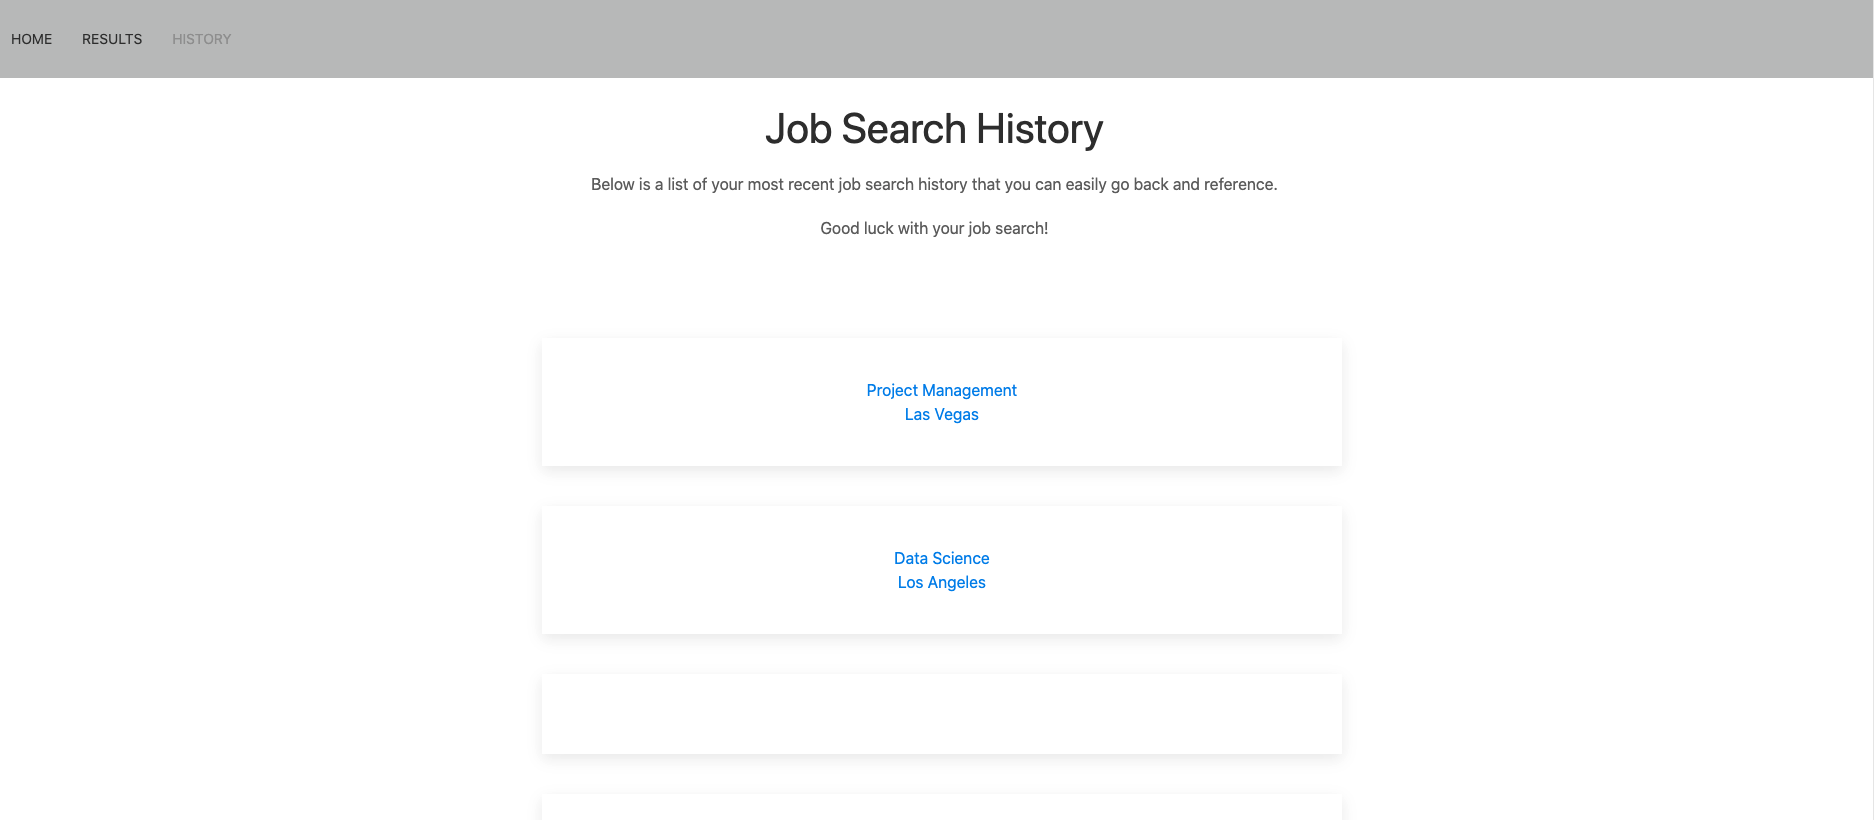 HOME RESULTS HISTORY
Job Search History
Below is a list of your most recent job search history that you can easily go back and reference.
Good luck with your job search!
Project Management
Las Vegas
Data Science
Los Angeles